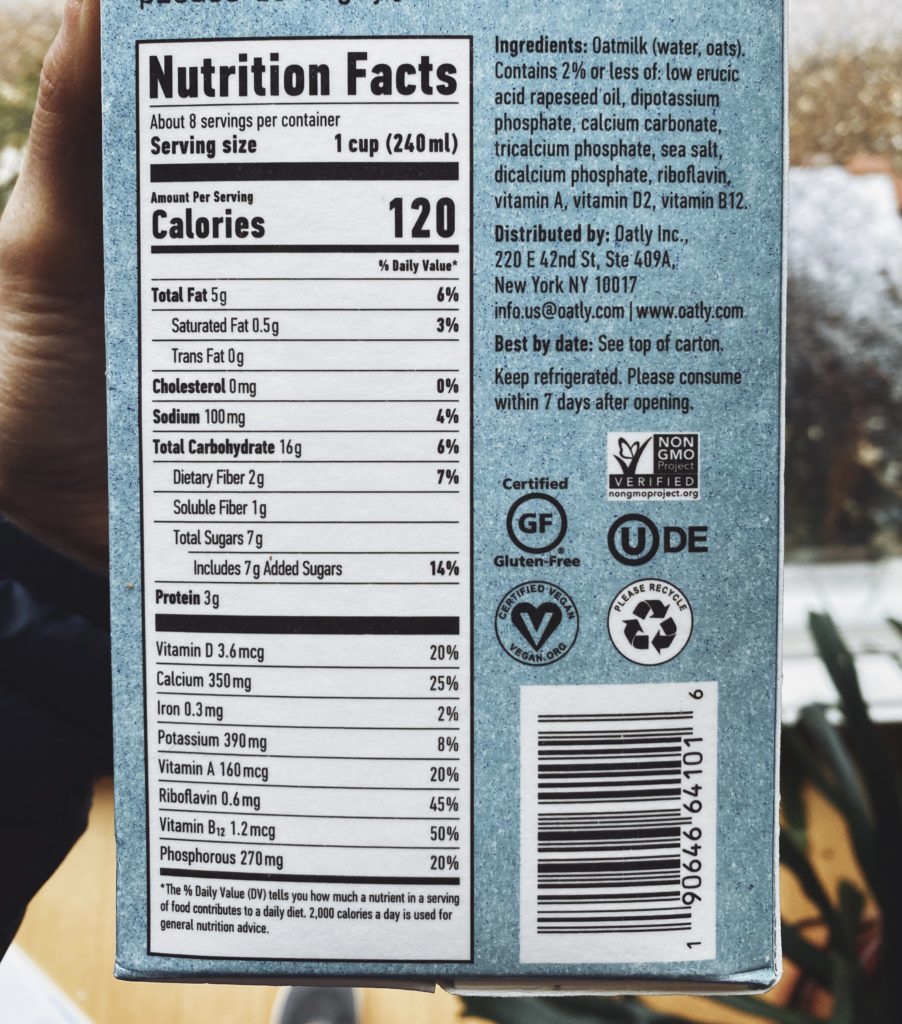 Nutrition Facts
About 8 servings per container
Serving size 1 cup (240 ml)
Amount Per Serving
Calories 120
% Daily Value*
Total Fat 5g 6%
Saturated Fat 0.5g 3%
Trans Fat 0g
Cholesterol 0mg 0%
Sodium 100mg 4%
Total Carbohydrate 16g 6%
Dietary Fiber 2g 7%
Soluble Fiber 1g
Total Sugars 7g
Includes 7g Added Sugars 14%
Protein 3g
Vitamin D 3.6mcg 20%
Calcium 350mg 25%
Iron 0.3mg 2%
Potassium 390mg 8%
Vitamin A 160mcg 20%
Riboflavin 0.6mg 45%
Vitamin B12 1.2mcg 50%
Phosphorous 270mg 20%
*The % Daily Value (DV) tells you how much a nutrient in a serving
of food contributes to a daily diet. 2,000 calories a day is used for
general nutrition advice.
Ingredients: Oatmilk (water, oats).
Contains 2% or less of: low erucic
acid rapeseed oil, dipotassium
phosphate, calcium carbonate,
tricalcium phosphate, sea salt,
dicalcium phosphate, riboflavin,
vitamin A, vitamin D2, vitamin B12.
Distributed by: Oatly Inc.,
220 E 42nd St, Ste 409A,
New York NY 10017
info.us@oatly.com | www.oatly.com
Best by date: See top of carton.
Keep refrigerated. Please consume
within 7 days after opening.
NON
GMO
Project
VERIFIED
nongmoproject.org
Certified
GF
Gluten-Free®
U DE
CERTIFIED VEGAN
V
VEGAN.ORG
PLEASE RECYCLE
1 90646 64101 6